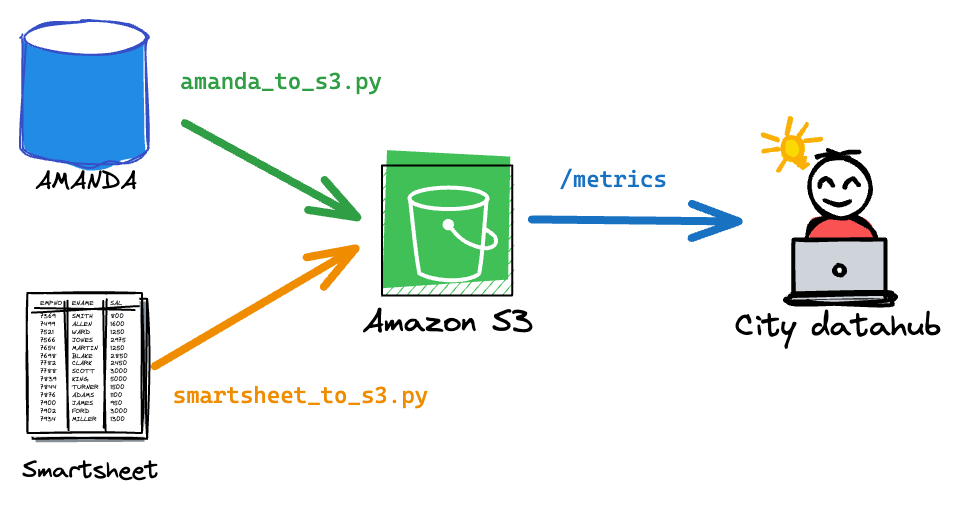 amanda_to_s3.py
AMANDA
/metrics
Amazon S3
City datahub
EMPNO ENAME SAL
7369 SMITH 800
7499 ALLEN 1600
7521 WARD 1250
7566 JONES 2975
7654 MARTIN 1250
7698 BLAKE 2850
7782 CLARK 2450
7788 SCOTT 3000
7839 KING 5000
7844 TURNER 1500
7876 ADAMS 1100
7900 JAMES 950
7902 FORD 3000
7934 MILLER 1300
smartsheet_to_s3.py
Smartsheet